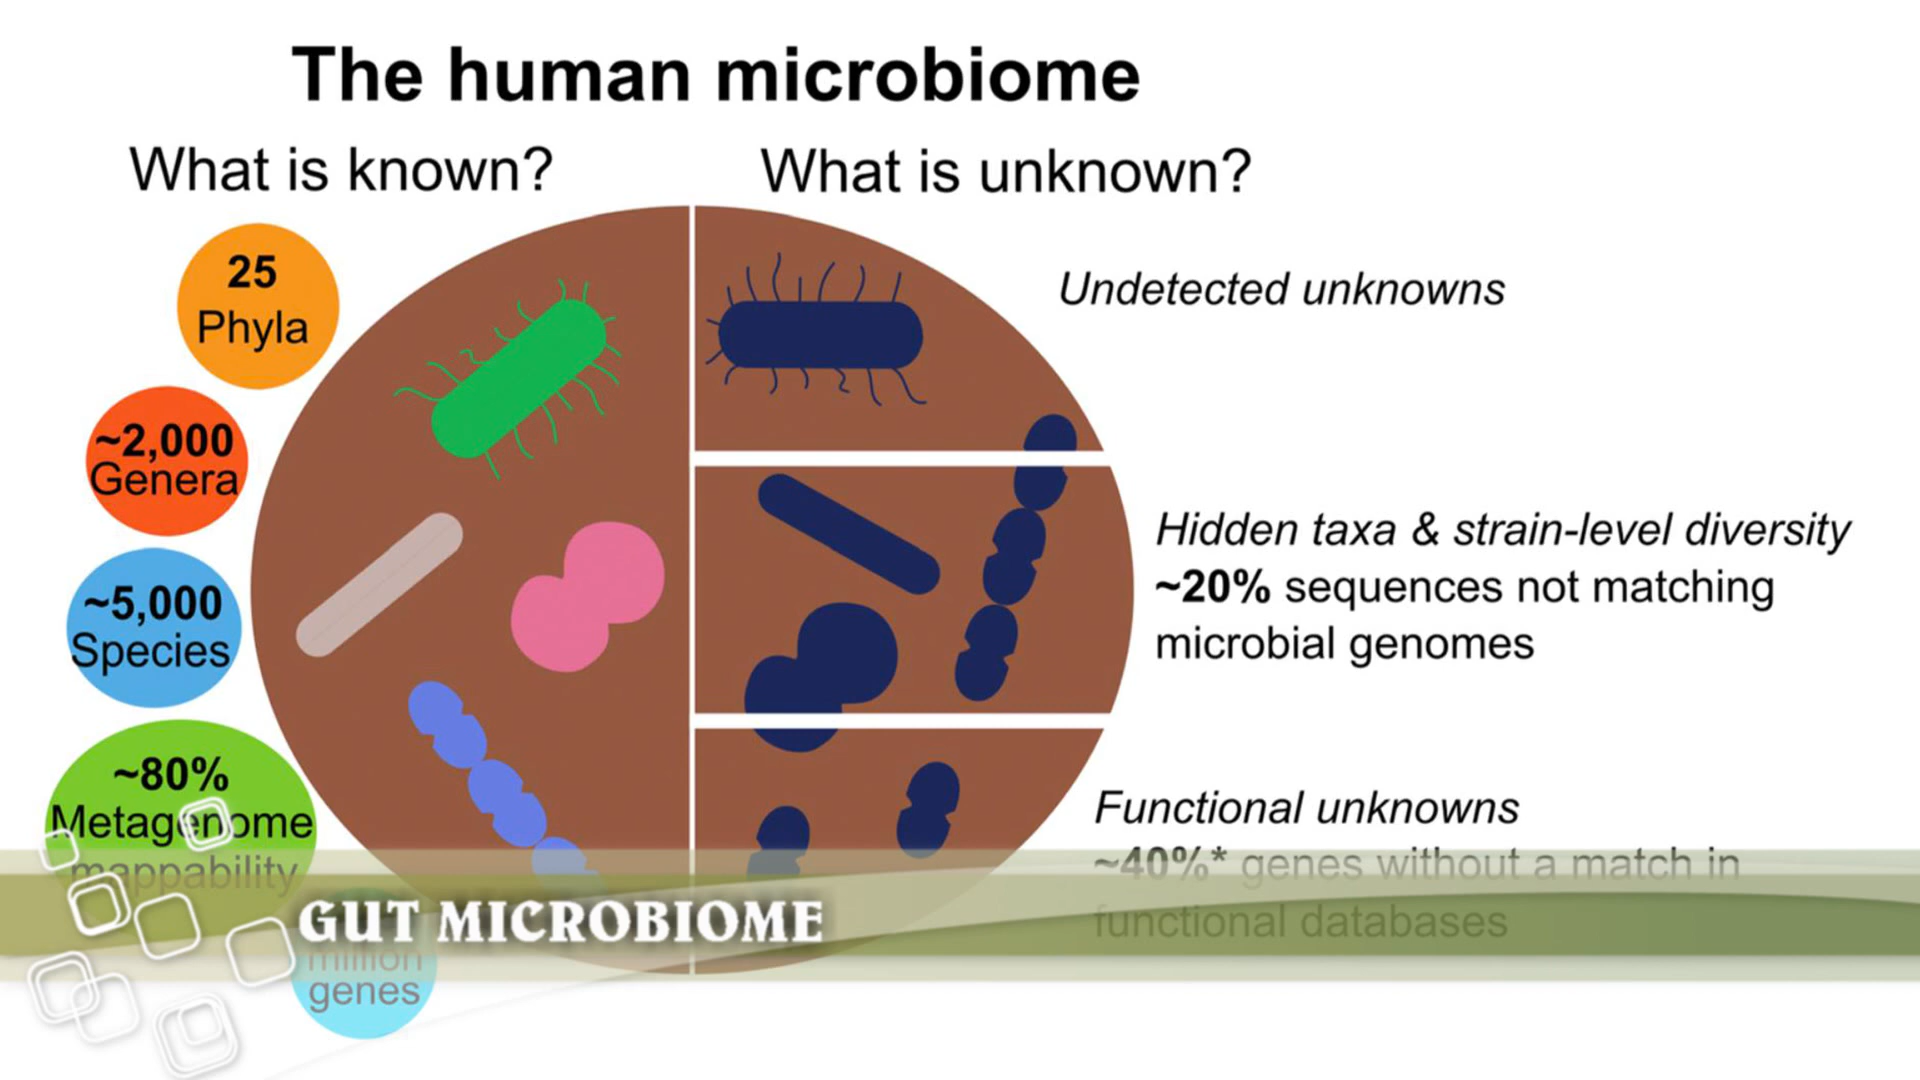 The human microbiome
What is known?
What is unknown?
25
Phyla
~2,000
Genera
~5,000
Species
~80%
Metagenome
mappability
million
genes
Undetected unknowns
Hidden taxa & strain-level diversity
~20% sequences not matching
microbial genomes
Functional unknowns
~40%* genes without a match in
functional databases
GUT MICROBIOME